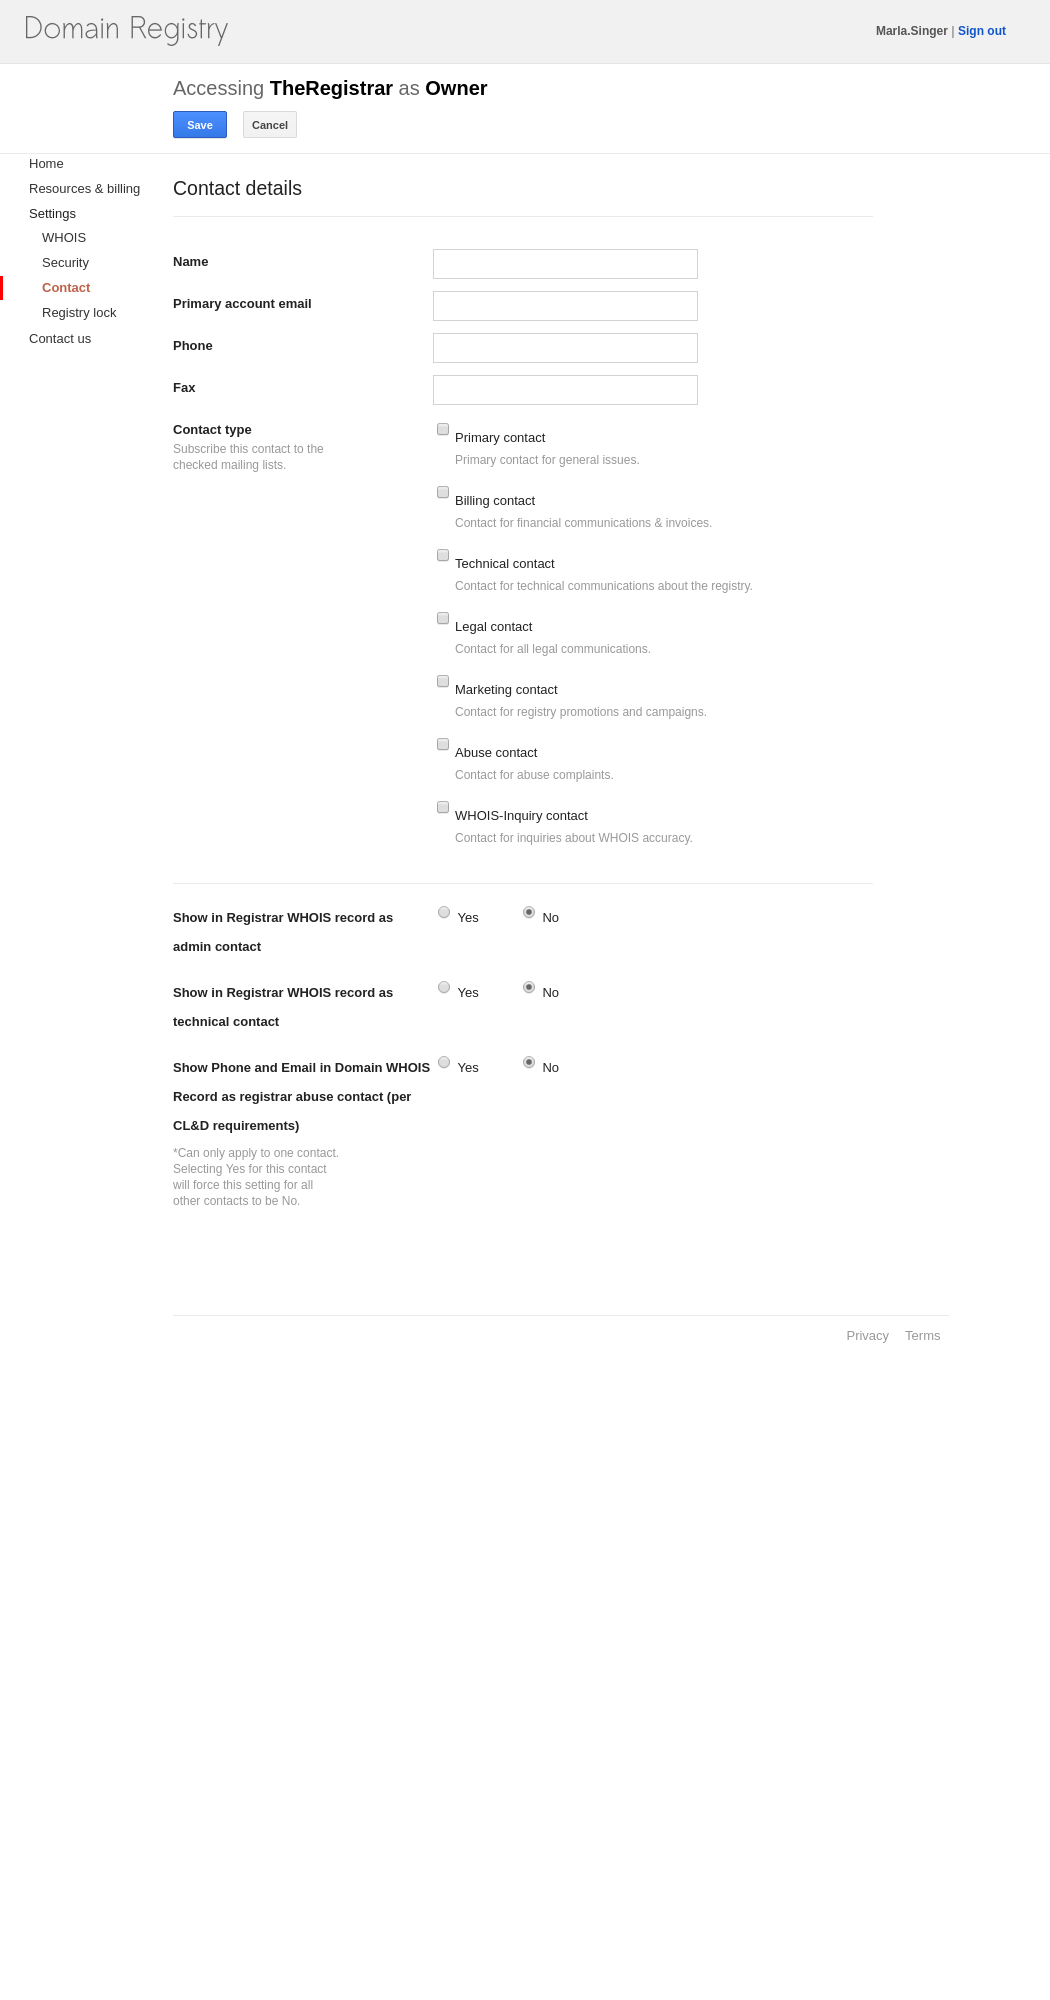 Domain Registry
Marla.Singer | Sign out
Accessing TheRegistrar as Owner
Save
Cancel
Home
Resources & billing
Settings
WHOIS
Security
Contact
Registry lock
Contact us
Contact details
Name
Primary account email
Phone
Fax
Contact type
Subscribe this contact to the
checked mailing lists.
Primary contact
Primary contact for general issues.
Billing contact
Contact for financial communications & invoices.
Technical contact
Contact for technical communications about the registry.
Legal contact
Contact for all legal communications.
Marketing contact
Contact for registry promotions and campaigns.
Abuse contact
Contact for abuse complaints.
WHOIS-Inquiry contact
Contact for inquiries about WHOIS accuracy.
Show in Registrar WHOIS record as
admin contact
Yes
No
Show in Registrar WHOIS record as
technical contact
Yes
No
Show Phone and Email in Domain WHOIS
Record as registrar abuse contact (per
CL&D requirements)
Yes
No
*Can only apply to one contact.
Selecting Yes for this contact
will force this setting for all
other contacts to be No.
Privacy
Terms